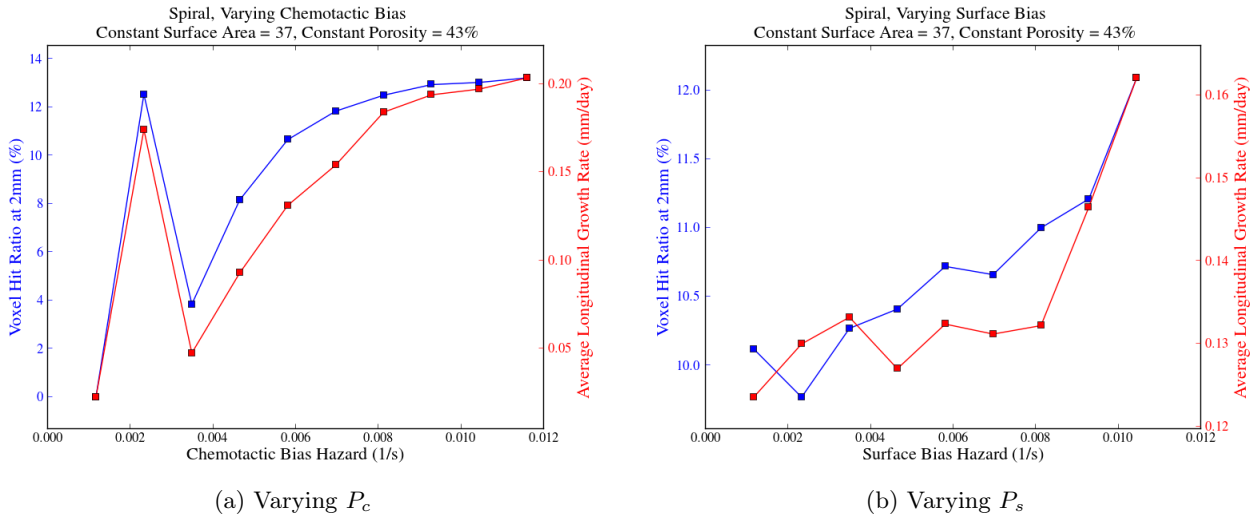 Spiral, Varying Chemotactic Bias
Constant Surface Area = 37, Constant Porosity = 43%
Voxel Hit Ratio at 2mm (%)
14
12
10
8
6
4
2
0
0.20
0.15
0.10
0.05
Average Longitudinal Growth Rate (mm/day)
0.000 0.002 0.004 0.006 0.008 0.010 0.012
Chemotactic Bias Hazard (1/s)
(a) Varying P_c
Spiral, Varying Surface Bias
Constant Surface Area = 37, Constant Porosity = 43%
Voxel Hit Ratio at 2mm (%)
12.0
11.5
11.0
10.5
10.0
0.16
0.15
0.14
0.13
0.12
Average Longitudinal Growth Rate (mm/day)
0.000 0.002 0.004 0.006 0.008 0.010 0.012
Surface Bias Hazard (1/s)
(b) Varying P_s